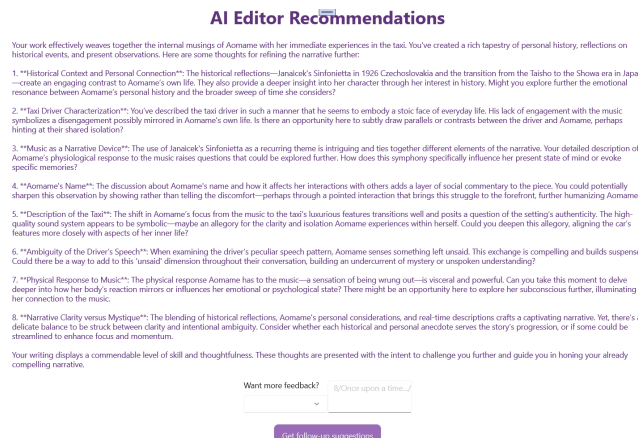 AI Editor Recommendations
Your work effectively weaves together the internal musings of Aomame with her immediate experiences in the taxi. You've created a rich tapestry of personal history, reflections on
historical events, and present observations. Here are some thoughts for refining the narrative further:
1. **Historical Context and Personal Connection**: The historical reflections—Janaicek's Sinfonietta in 1926 Czechoslovakia and the transition from the Taisho to the Showa era in Japa
—create an engaging contrast to Aomame's own life. They also provide a deeper insight into her character through her interest in history. Might you explore further the emotional
resonance between Aomame's personal history and the broader sweep of time she considers?
2. **Taxi Driver Characterization**: You've described the taxi driver in such a manner that he seems to embody a stoic face of everyday life. His lack of engagement with the music
symbolizes a disengagement possibly mirrored in Aomame's own life. Is there an opportunity here to subtly draw parallels or contrasts between the driver and Aomame, perhaps
hinting at their shared isolation?
3. **Music as a Narrative Device**: The use of Janaicek's Sinfonietta as a recurring theme is intriguing and ties together different elements of the narrative. Your detailed description of
Aomame's physiological response to the music raises questions that could be explored further. How does this symphony specifically influence her present state of mind or evoke
specific memories?
4. **Aomame's Name**: The discussion about Aomame's name and how it affects her interactions with others adds a layer of social commentary to the piece. You could potentially
sharpen this observation by showing rather than telling the discomfort—perhaps through a pointed interaction that brings this struggle to the forefront, further humanizing Aomame
5. **Description of the Taxi**: The shift in Aomame's focus from the music to the taxi's luxurious features transitions well and posits a question of the setting's authenticity. The high-
quality sound system appears to be symbolic—maybe an allegory for the clarity and isolation Aomame experiences within herself. Could you deepen this allegory, aligning the car's
features more closely with aspects of her inner life?
6. **Ambiguity of the Driver's Speech**: When examining the driver's peculiar speech pattern, Aomame senses something left unsaid. This exchange is compelling and builds suspens
Could there be a way to add to this 'unsaid' dimension throughout their conversation, building an undercurrent of mystery or unspoken understanding?
7. **Physical Response to Music**: The physical response Aomame has to the music—a sensation of being wrung out—is visceral and powerful. Can you take this moment to delve
deeper into how her body's reaction mirrors or influences her emotional or psychological state? There might be an opportunity here to explore her subconscious further, illuminating
her connection to the music.
8. **Narrative Clarity versus Mystique**: The blending of historical reflections, Aomame's personal considerations, and real-time descriptions crafts a captivating narrative. Yet, there's a
delicate balance to be struck between clarity and intentional ambiguity. Consider whether each historical and personal anecdote serves the story's progression, or if some could be
streamlined to enhance focus and momentum.
Your writing displays a commendable level of skill and thoughtfulness. These thoughts are presented with the intent to challenge you further and guide you in honing your already
compelling narrative.
Want more feedback?
8/Once upon a time.../
Get follow-up suggestions